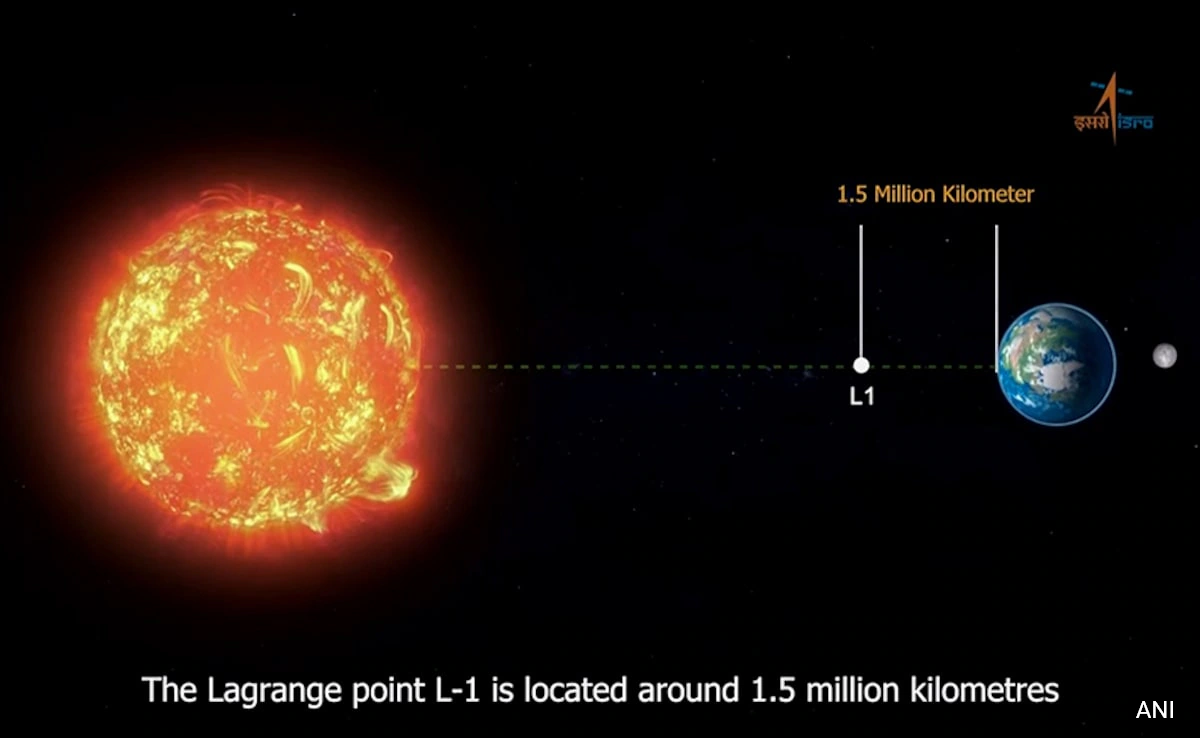 इसरो isro
1.5 Million Kilometer
L1
The Lagrange point L-1 is located around 1.5 million kilometres
ANI